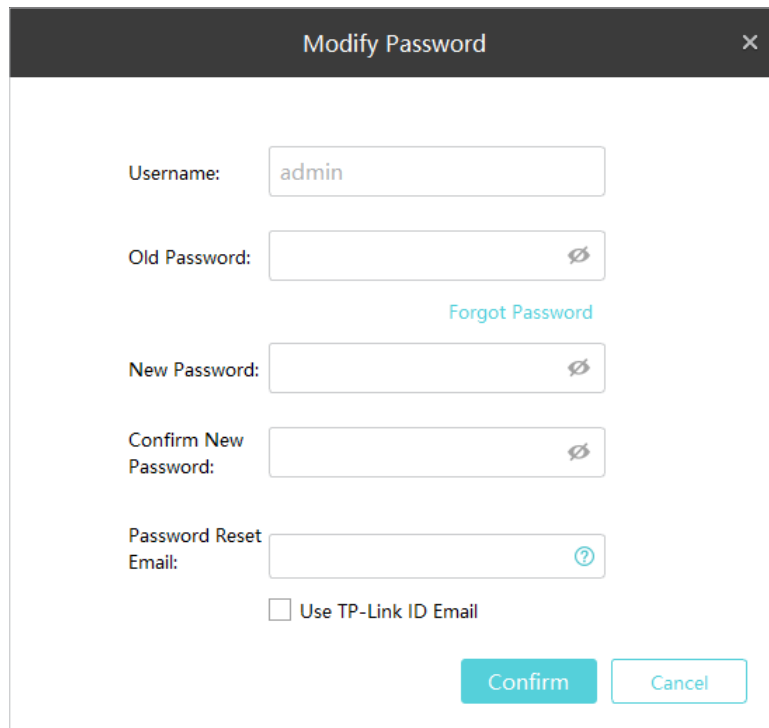 Modify Password
Username:
admin
Old Password:
Forgot Password
New Password:
Confirm New
Password:
Password Reset
Email:
Use TP-Link ID Email
Confirm
Cancel